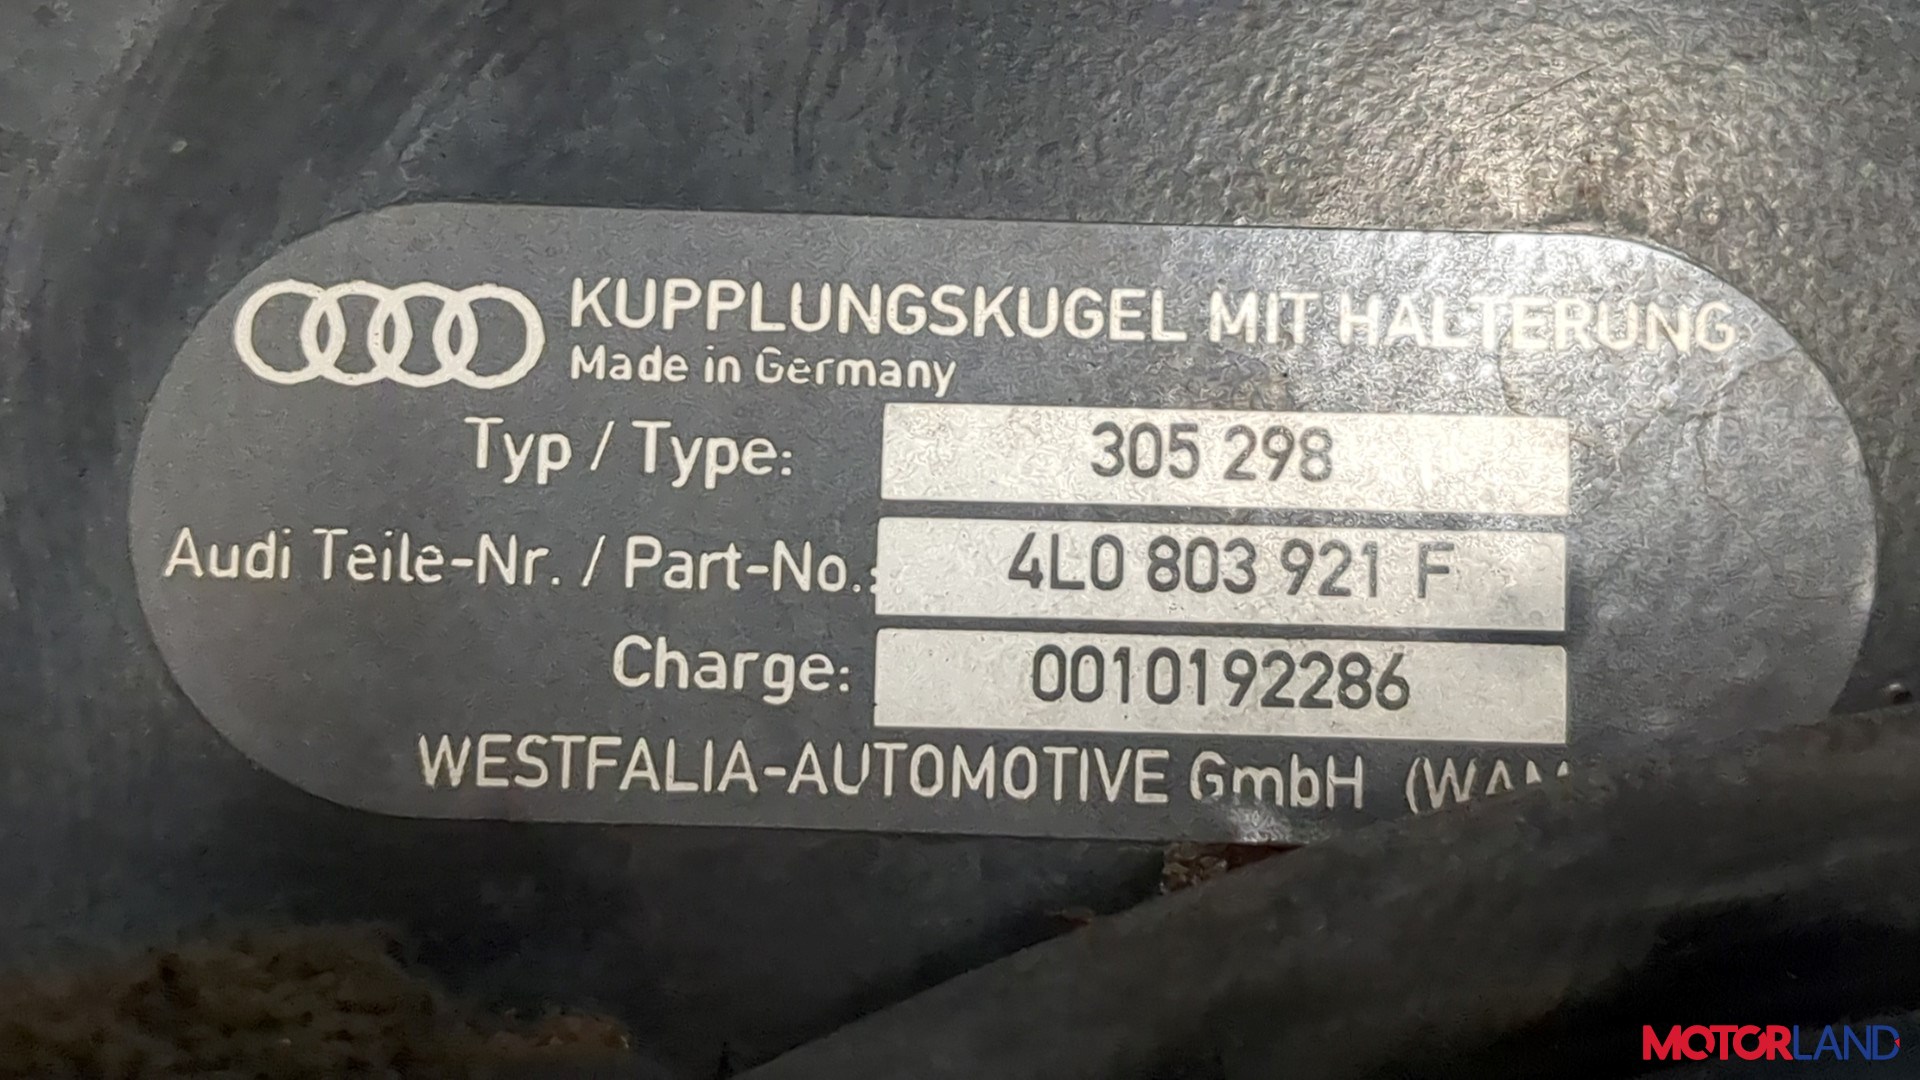 KUPPLUNGSKUGEL MIT HALTERUNG
Made in Germany
Typ / Type: 305 298
Audi Teile-Nr. / Part-No.: 4L0 803 921 F
Charge: 0010192286
WESTFALIA-AUTOMOTIVE GmbH
MOTORLAND